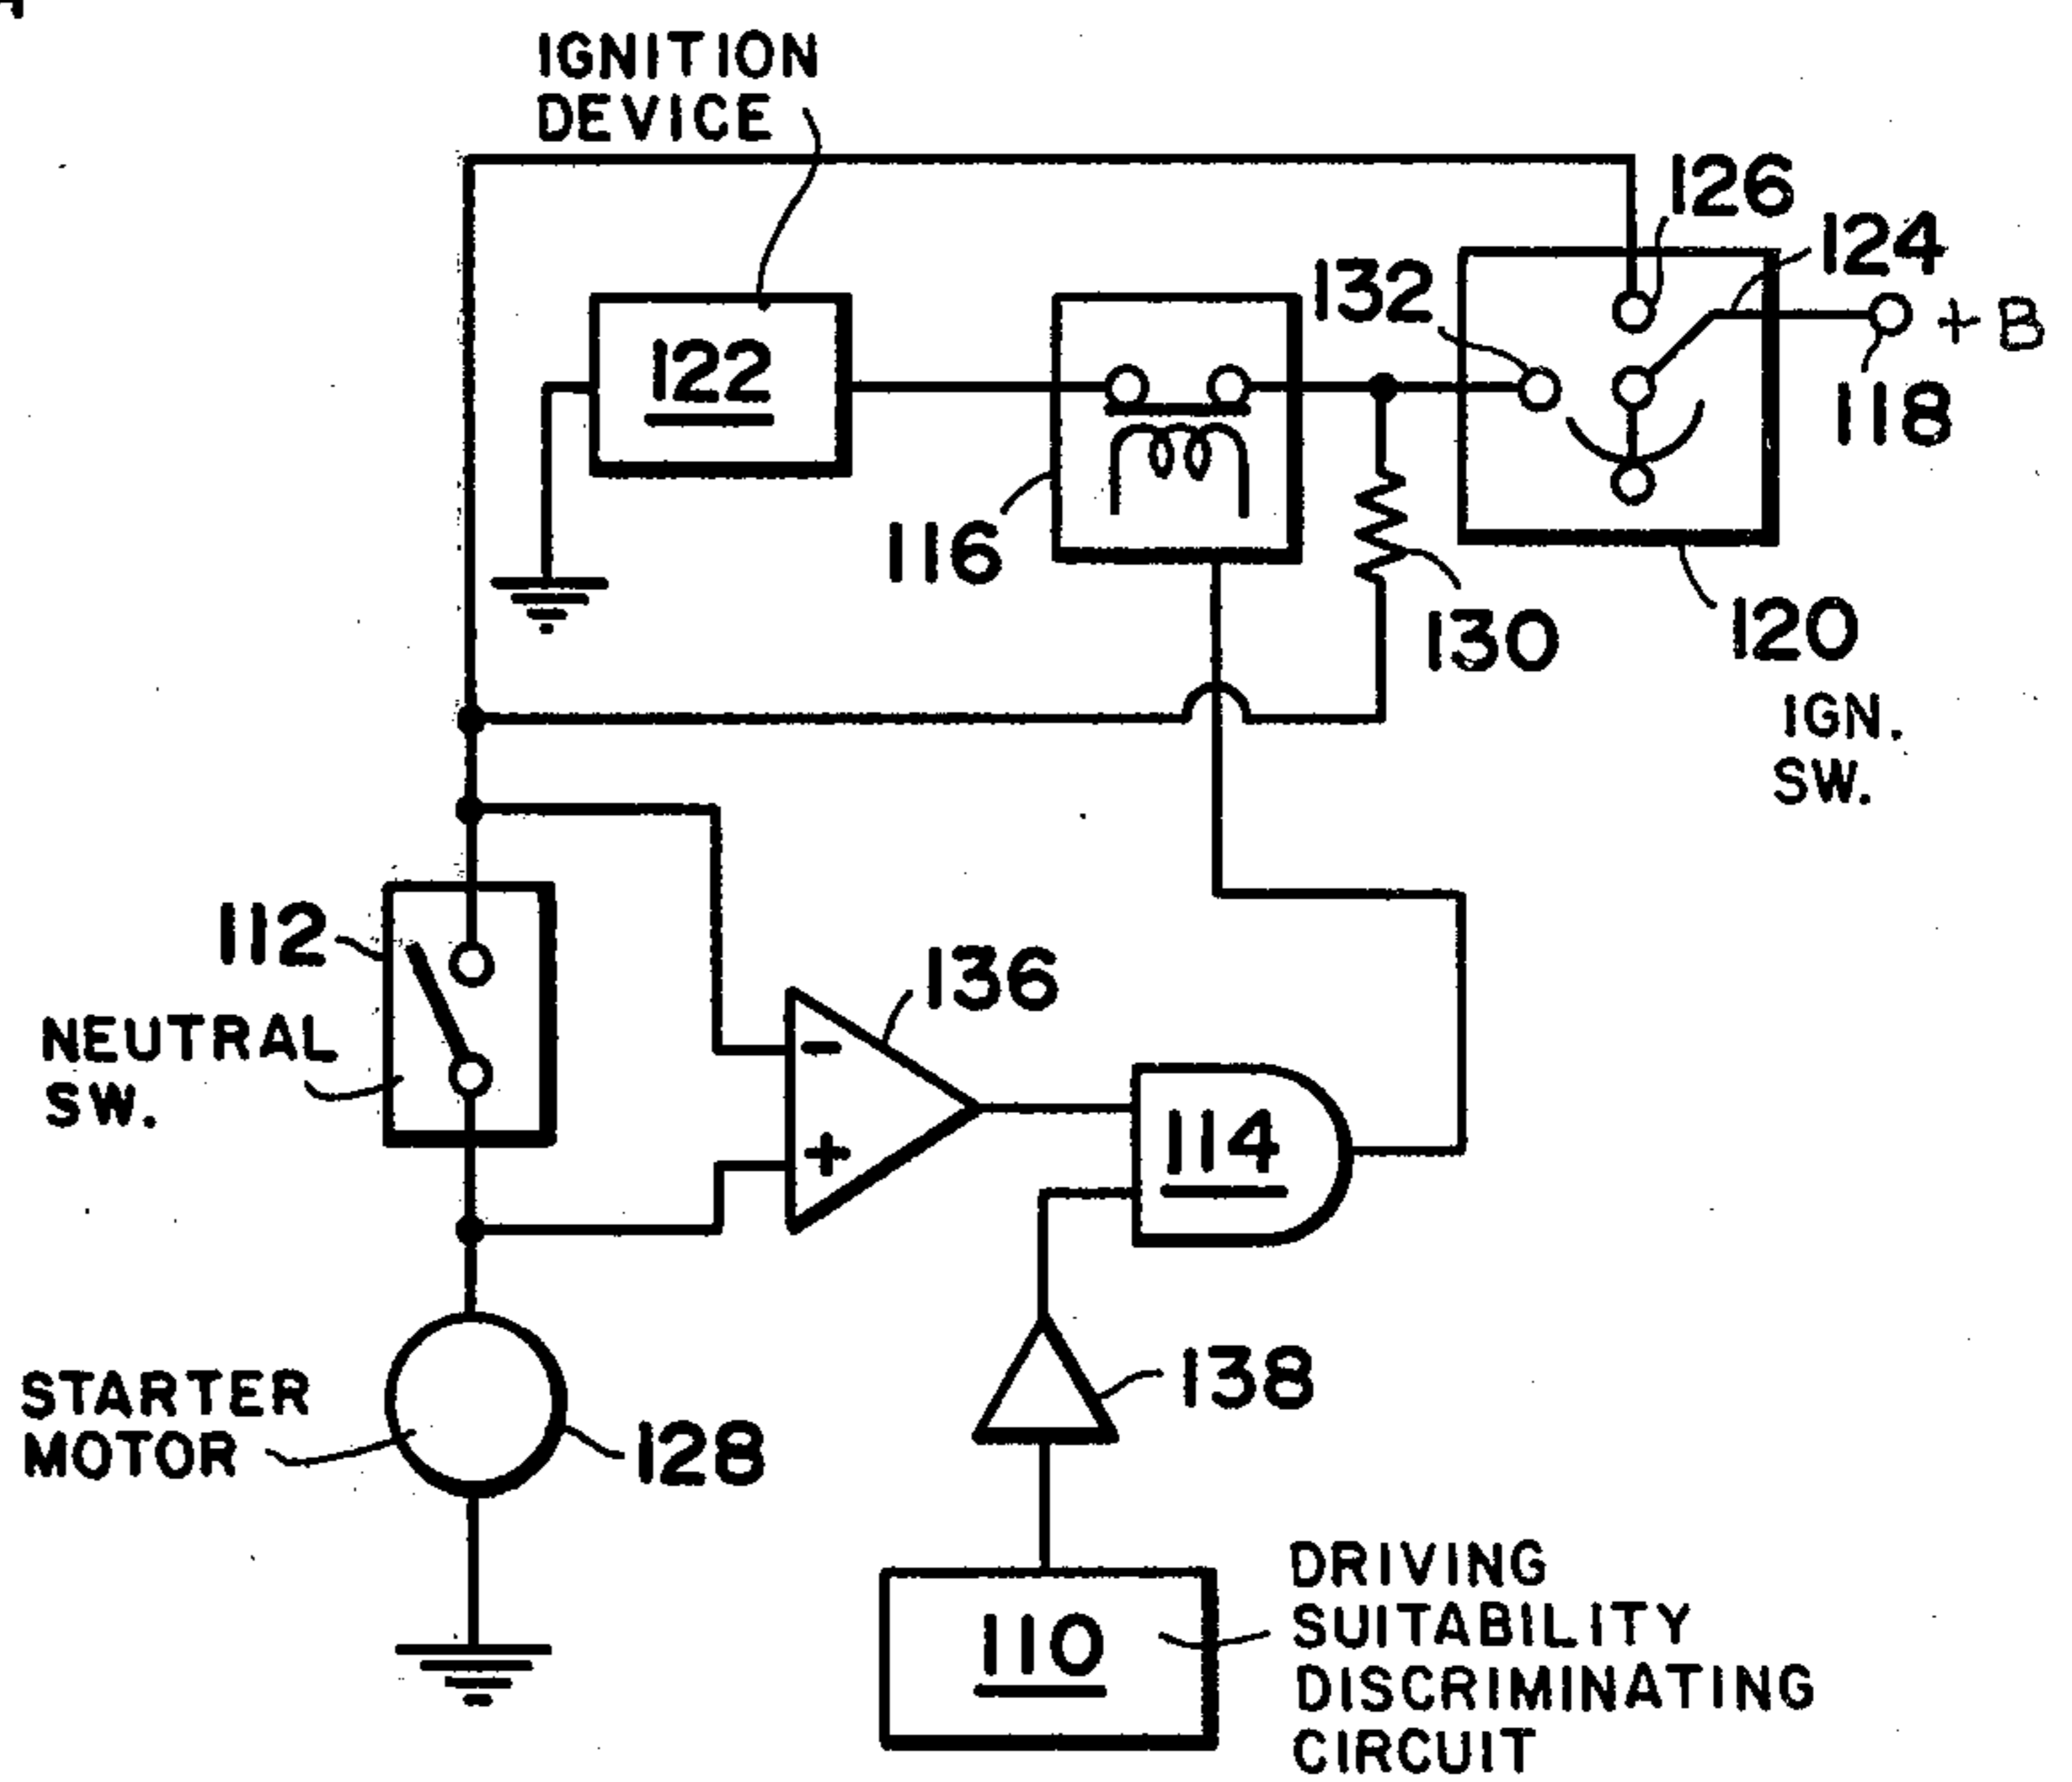 IGNITION
DEVICE
126
124
132
+B
122
118
116
130
120
IGN.
SW.
112
136
NEUTRAL
SW.
-
+
114
138
STARTER
MOTOR
128
110
DRIVING
SUITABILITY
DISCRIMINATING
CIRCUIT